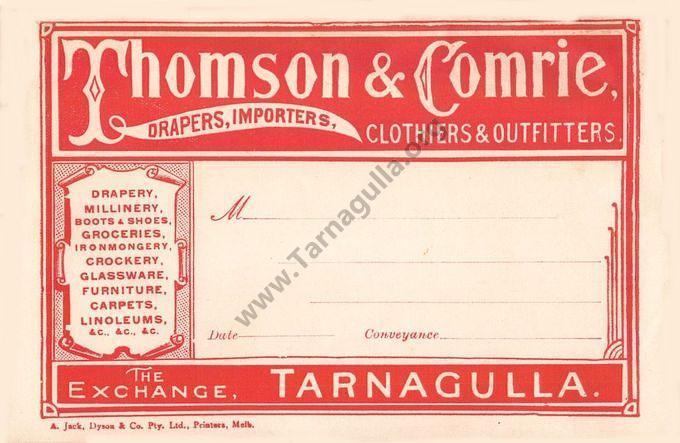 Thomson & Comrie,
DRAPERS, IMPORTERS,
CLOTHIERS & OUTFITTERS.
DRAPERY,
MILLINERY,
BOOTS & SHOES,
GROCERIES,
IRONMONGERY,
CROCKERY,
GLASSWARE,
FURNITURE,
CARPETS,
LINOLEUMS,
&C., &C., &C.
M
Date
Conveyance
www.Tarnagulla.org
THE EXCHANGE, TARNAGULLA.
A. Jack, Dyson & Co. Pty. Ltd., Printers, Melb.